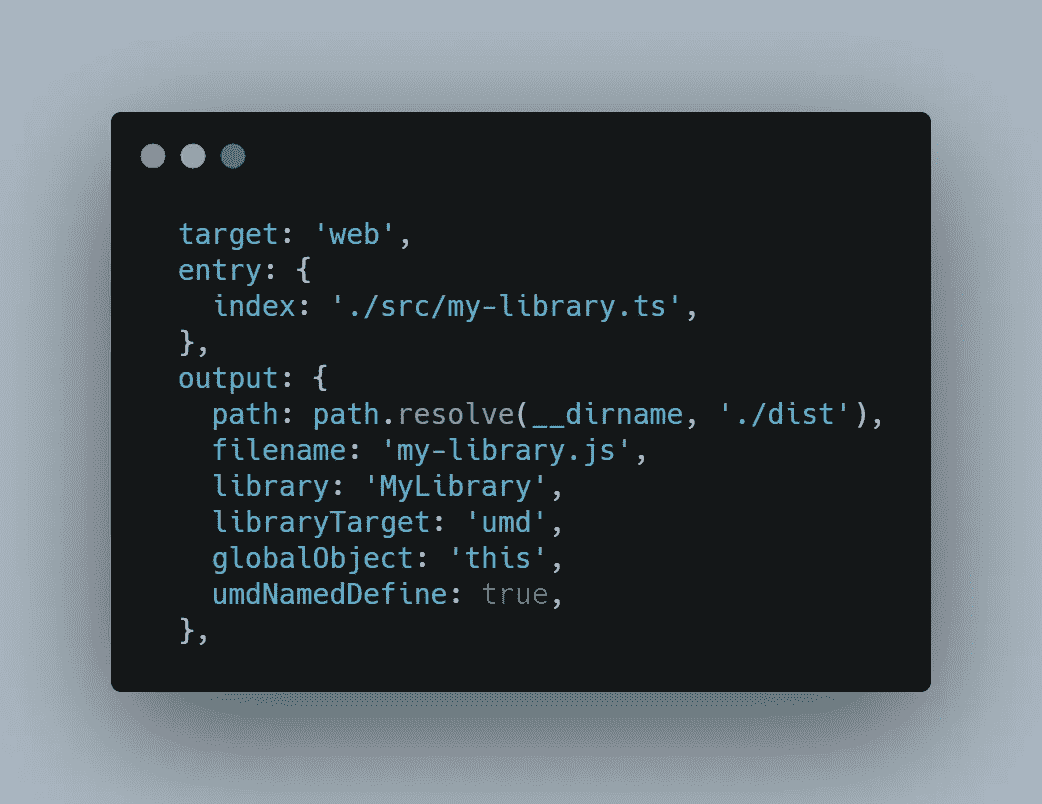 target: 'web',
entry: {
  index: './src/my-library.ts',
},
output: {
  path: path.resolve(__dirname, './dist'),
  filename: 'my-library.js',
  library: 'MyLibrary',
  libraryTarget: 'umd',
  globalObject: 'this',
  umdNamedDefine: true,
},